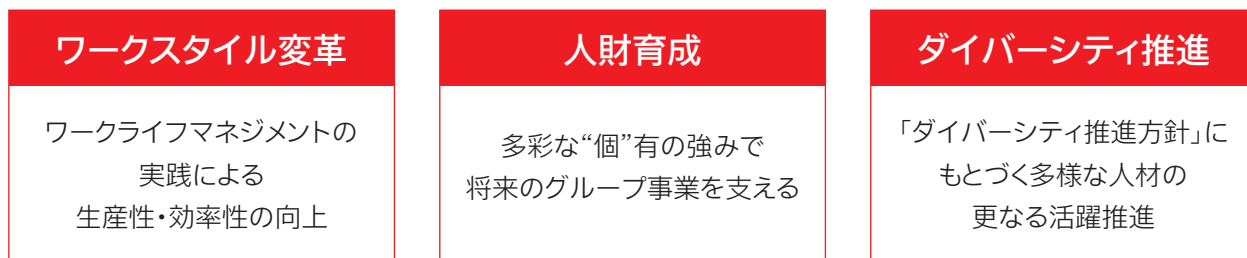 ワークスタイル変革
ワークライフマネジメントの
実践による
生産性・効率性の向上
人財育成
多彩な“個”有の強みで
将来のグループ事業を支える
ダイバーシティ推進
「ダイバーシティ推進方針」に
もとづく多様な人材の
更なる活躍推進